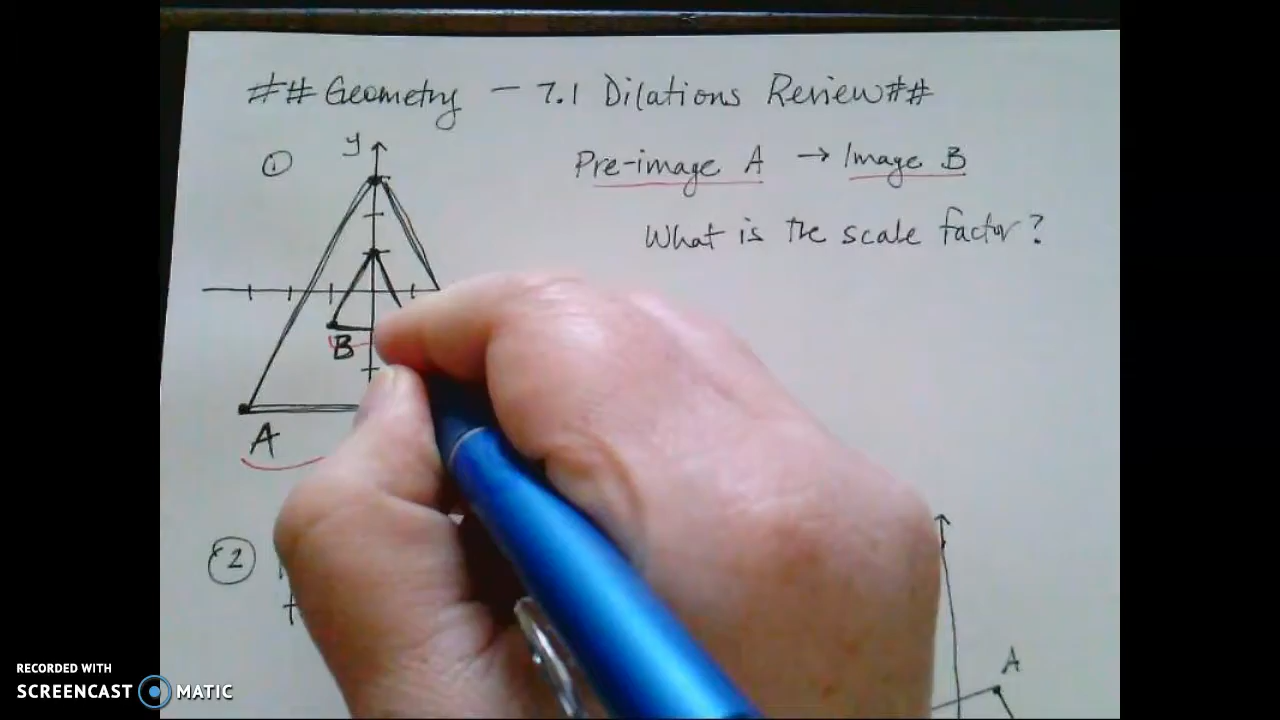 ## Geometry – 7.1 Dilations Review##
① y
Pre-image A → Image B
What is the scale factor?
B
A
②
A
RECORDED WITH
SCREENCAST MATIC